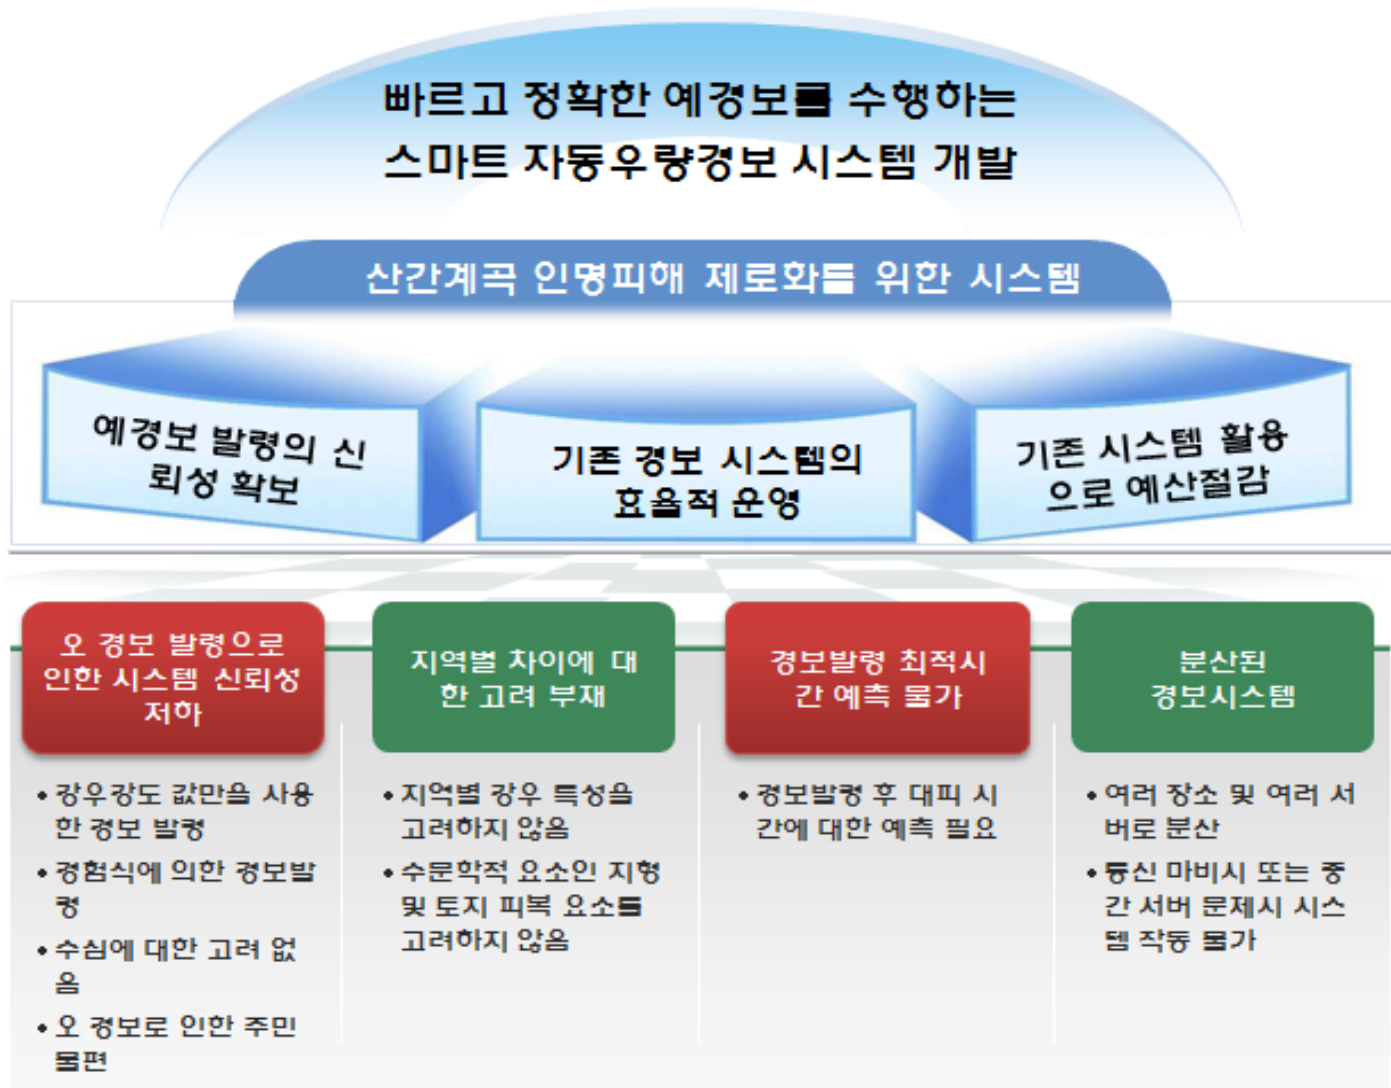 빠르고 정확한 예경보를 수행하는
스마트 자동우량경보 시스템 개발
산간계곡 인명피해 제로화를 위한 시스템
예경보 발령의 신
뢰성 확보
기존 경보 시스템의
효율적 운영
기존 시스템 활용
으로 예산절감
오 경보 발령으로
인한 시스템 신뢰성
저하
지역별 차이에 대
한 고려 부재
경보발령 최적시
간 예측 불가
분산된
경보시스템
• 강우강도 값만을 사용
한 경보 발령
• 경험식에 의한 경보발
령
• 수심에 대한 고려 없
음
• 오 경보로 인한 주민
불편
• 지역별 강우 특성을
고려하지 않음
• 수문학적 요소인 지형
및 토지 피복 요소를
고려하지 않음
• 경보발령 후 대피 시
간에 대한 예측 필요
• 여러 장소 및 여러 서
버로 분산
• 통신 마비시 또는 중
간 서버 문제시 시스
템 작동 불가